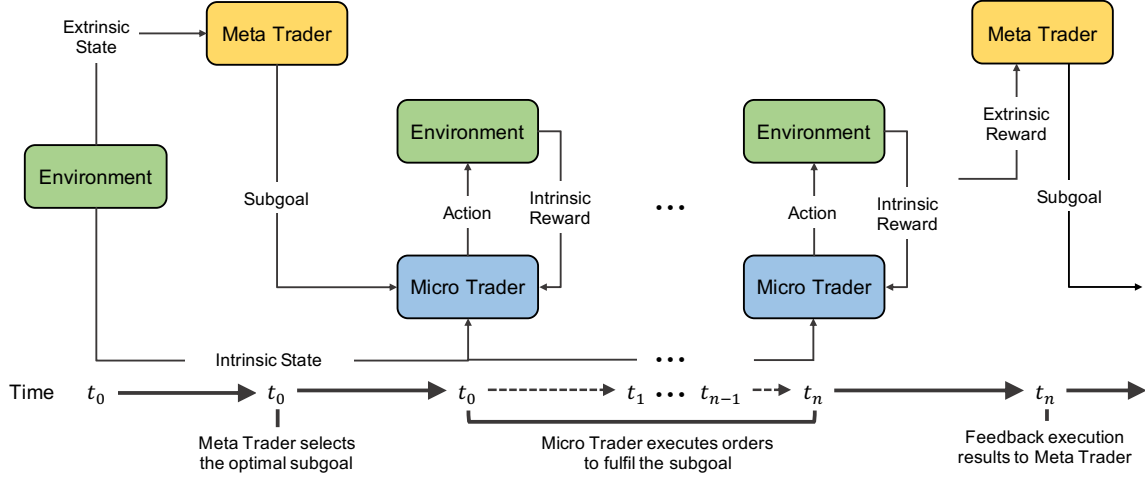 Extrinsic
State
Meta Trader
Meta Trader
Environment
Environment
Environment
Extrinsic
Reward
Subgoal
Action
Intrinsic
Reward
...
Action
Intrinsic
Reward
Subgoal
Micro Trader
Micro Trader
Intrinsic State
...
Time t₀ t₀ t₀ t₁ ... tₙ₋₁ tₙ tₙ
Meta Trader selects
the optimal subgoal
Micro Trader executes orders
to fulfil the subgoal
Feedback execution
results to Meta Trader